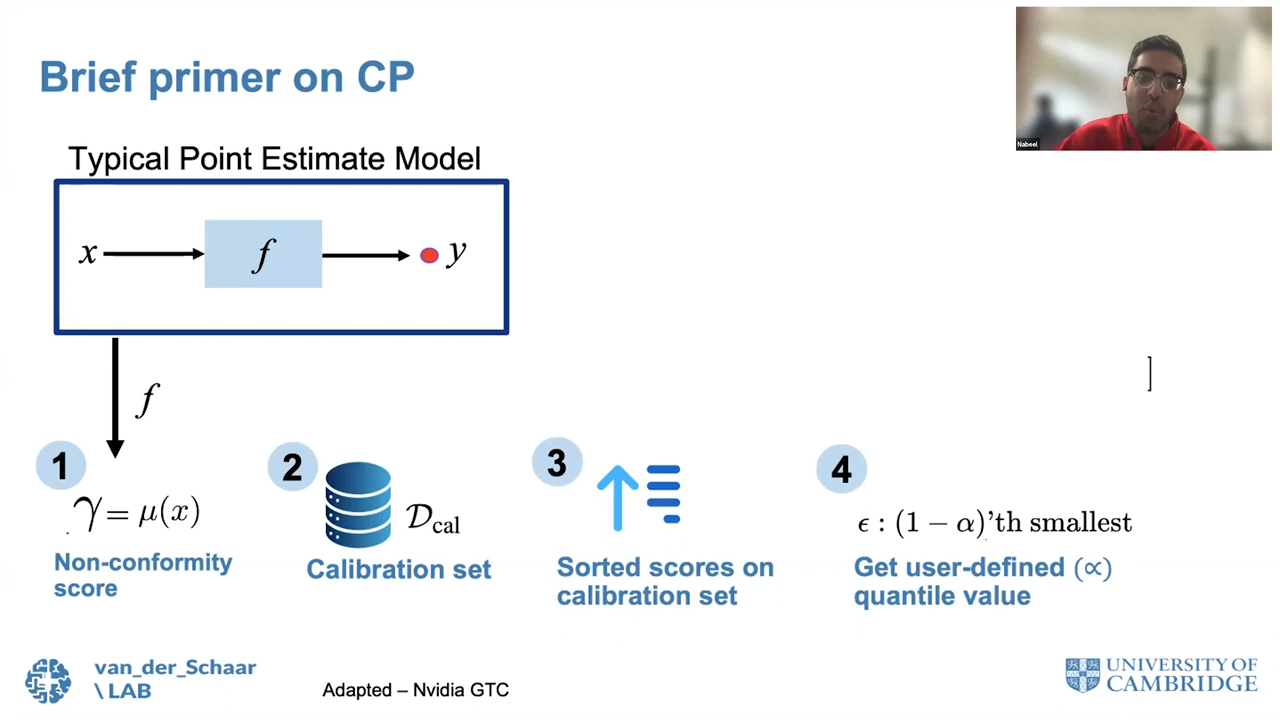 Brief primer on CP
Nabeel
Typical Point Estimate Model
x
f
y
f
]
1
2
3
4
γ = μ(x)
𝒟cal
ϵ : (1 − α)’th smallest
Non-conformity
score
Calibration set
Sorted scores on
calibration set
Get user-defined (∝)
quantile value
van_der_Schaar
\ LAB
Adapted – Nvidia GTC
UNIVERSITY OF
CAMBRIDGE